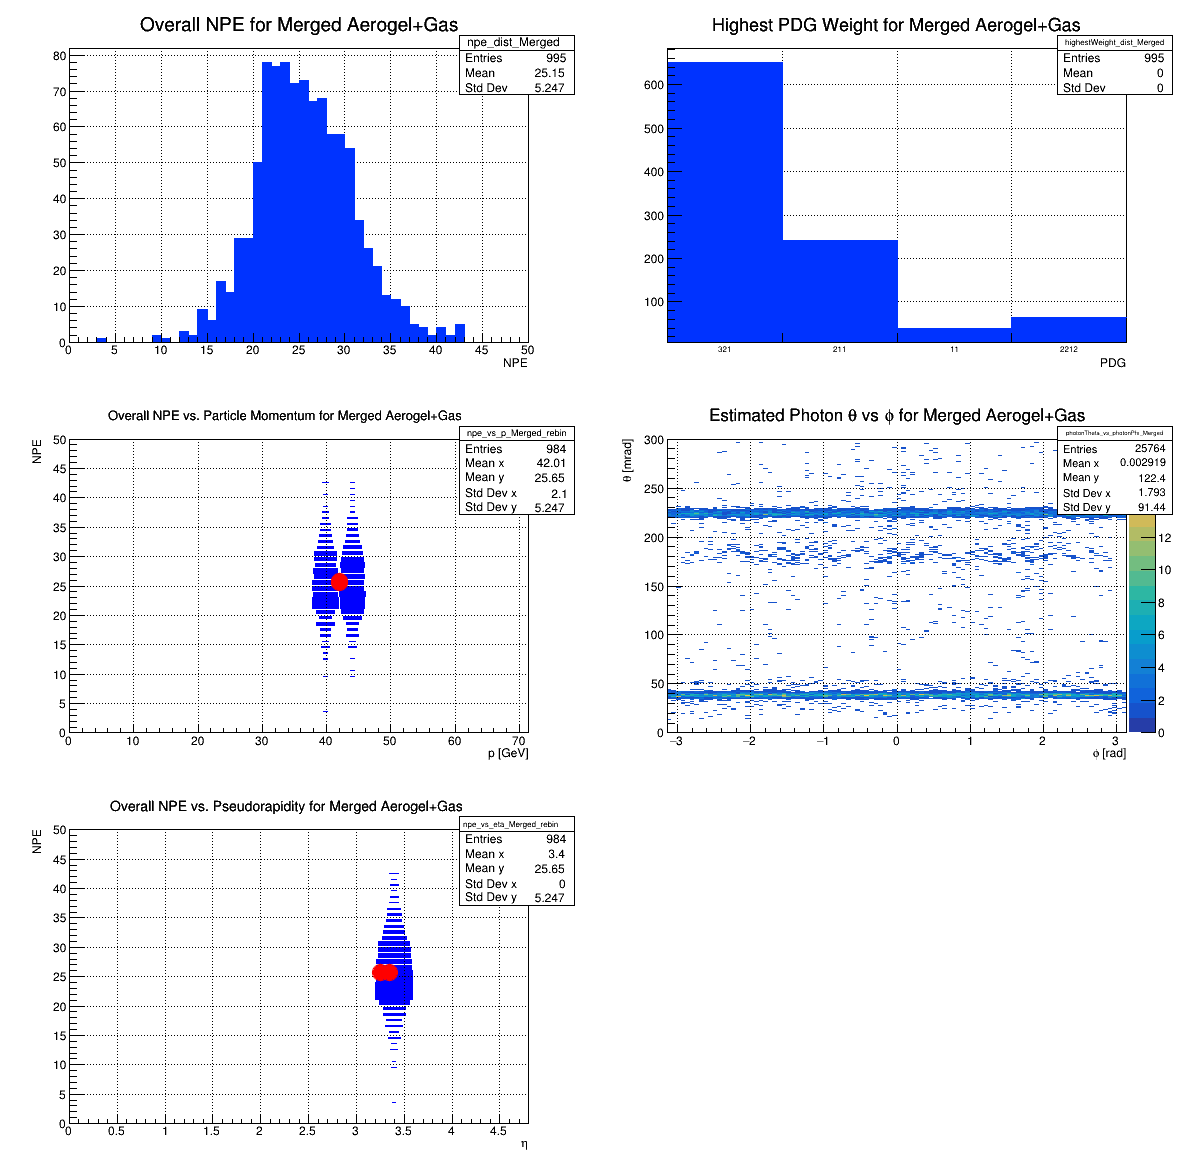 Overall NPE for Merged Aerogel+Gas
npe_dist_Merged
Entries 995
Mean 25.15
Std Dev 5.247
80
70
60
50
40
30
20
10
0
0 5 10 15 20 25 30 35 40 45 50
NPE
Highest PDG Weight for Merged Aerogel+Gas
highestWeight_dist_Merged
Entries 995
Mean 0
Std Dev 0
600
500
400
300
200
100
321 211 11 2212
PDG
Overall NPE vs. Particle Momentum for Merged Aerogel+Gas
npe_vs_p_Merged_rebin
Entries 984
Mean x 42.01
Mean y 25.65
Std Dev x 2.1
Std Dev y 5.247
NPE
50
45
40
35
30
25
20
15
10
5
0
0 10 20 30 40 50 60 70
p [GeV]
Estimated Photon θ vs ϕ for Merged Aerogel+Gas
photonTheta_vs_photonPhi_Merged
Entries 25764
Mean x 0.002919
Mean y 122.4
Std Dev x 1.793
Std Dev y 91.44
θ [mrad]
300
250
200
150
100
50
0
−3 −2 −1 0 1 2 3
ϕ [rad]
12
10
8
6
4
2
0
Overall NPE vs. Pseudorapidity for Merged Aerogel+Gas
npe_vs_eta_Merged_rebin
Entries 984
Mean x 3.4
Mean y 25.65
Std Dev x 0
Std Dev y 5.247
NPE
50
45
40
35
30
25
20
15
10
5
0
0 0.5 1 1.5 2 2.5 3 3.5 4 4.5
η